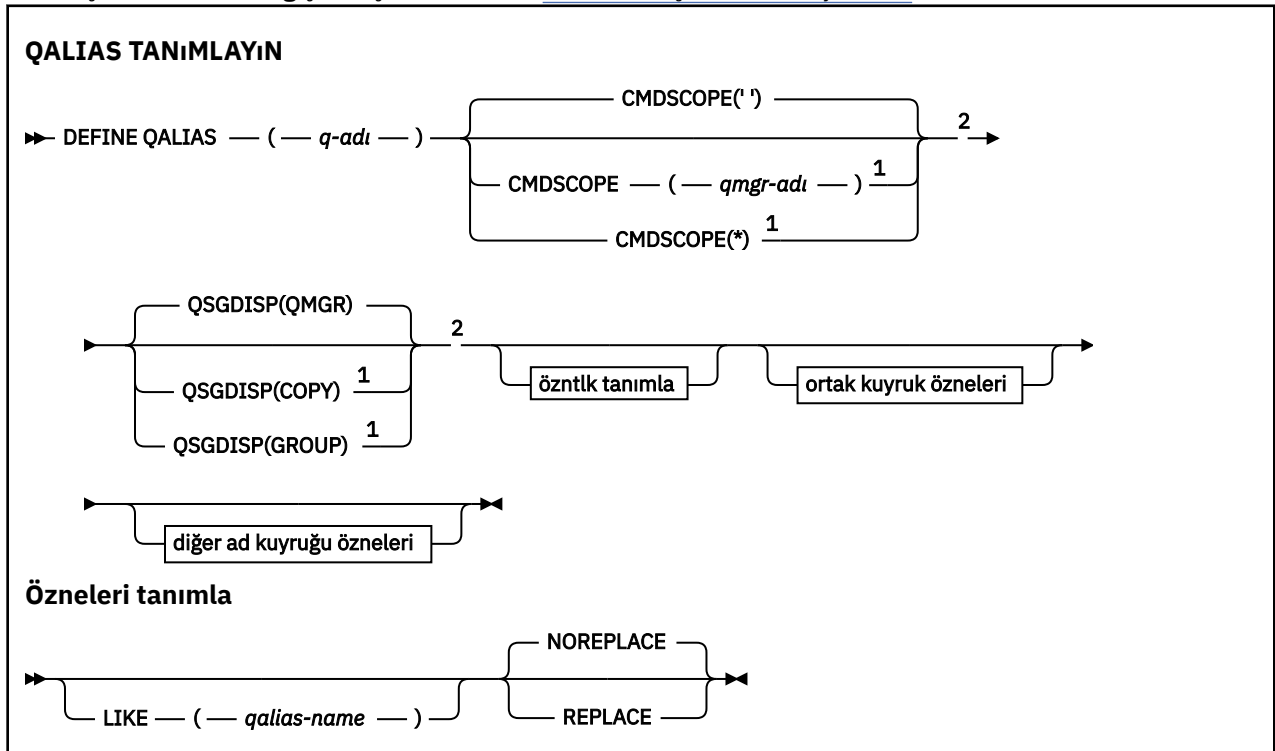 QALIAS TANıMLAYıN
CMDSCOPE(' ')
DEFINE QALIAS ( q-adı ) 2
CMDSCOPE ( qmgr-adı ) 1
CMDSCOPE(*) 1
QSGDISP(QMGR)
2
QSGDISP(COPY) 1
özntlk tanımla
ortak kuyruk özneleri
QSGDISP(GROUP) 1
diğer ad kuyruğu özneleri
Özneleri tanımla
NOREPLACE
LIKE ( qalias-name )
REPLACE